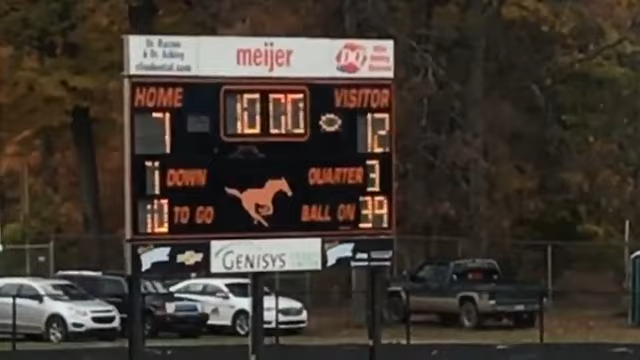 meijer
DQ
HOME
VISITOR
7
10:00
12
1 DOWN
QUARTER 3
10 TO GO
BALL ON 39
GENISYS